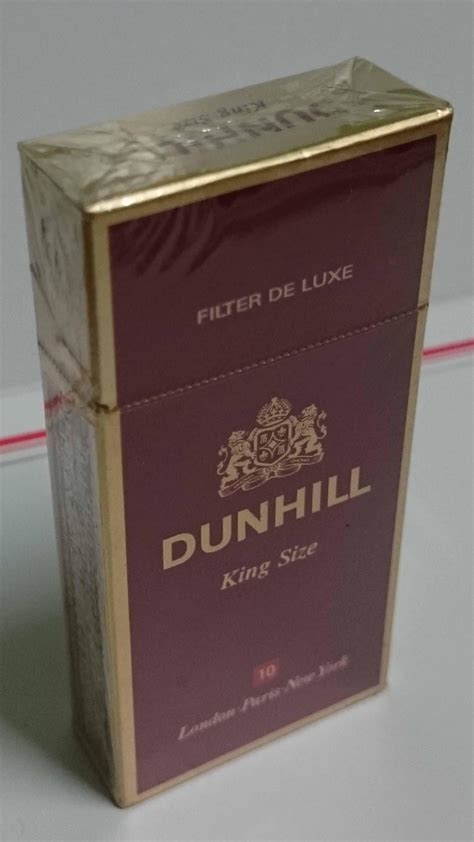 DUNHILL
King Size
FILTER DE LUXE
DUNHILL
King Size
10
London·Paris·New York